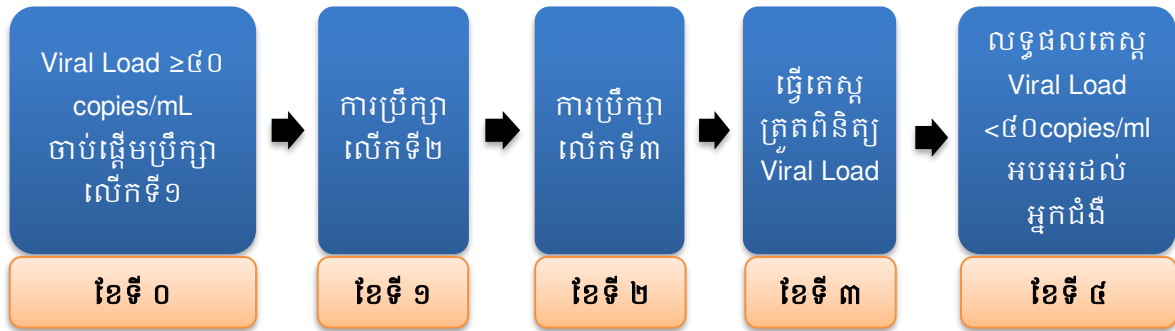 Viral Load ≥៤០
copies/mL
ចាប់ផ្តើមប្រឹក្សា
លើកទី១
ការប្រឹក្សា
លើកទី២
ការប្រឹក្សា
លើកទី៣
ធ្វើតេស្ត
ត្រួតពិនិត្យ
Viral Load
លទ្ធផលតេស្ត
Viral Load
<៤០copies/ml
អបអរដល់
អ្នកជំងឺ
ខែទី ០
ខែទី ១
ខែទី ២
ខែទី ៣
ខែទី ៤